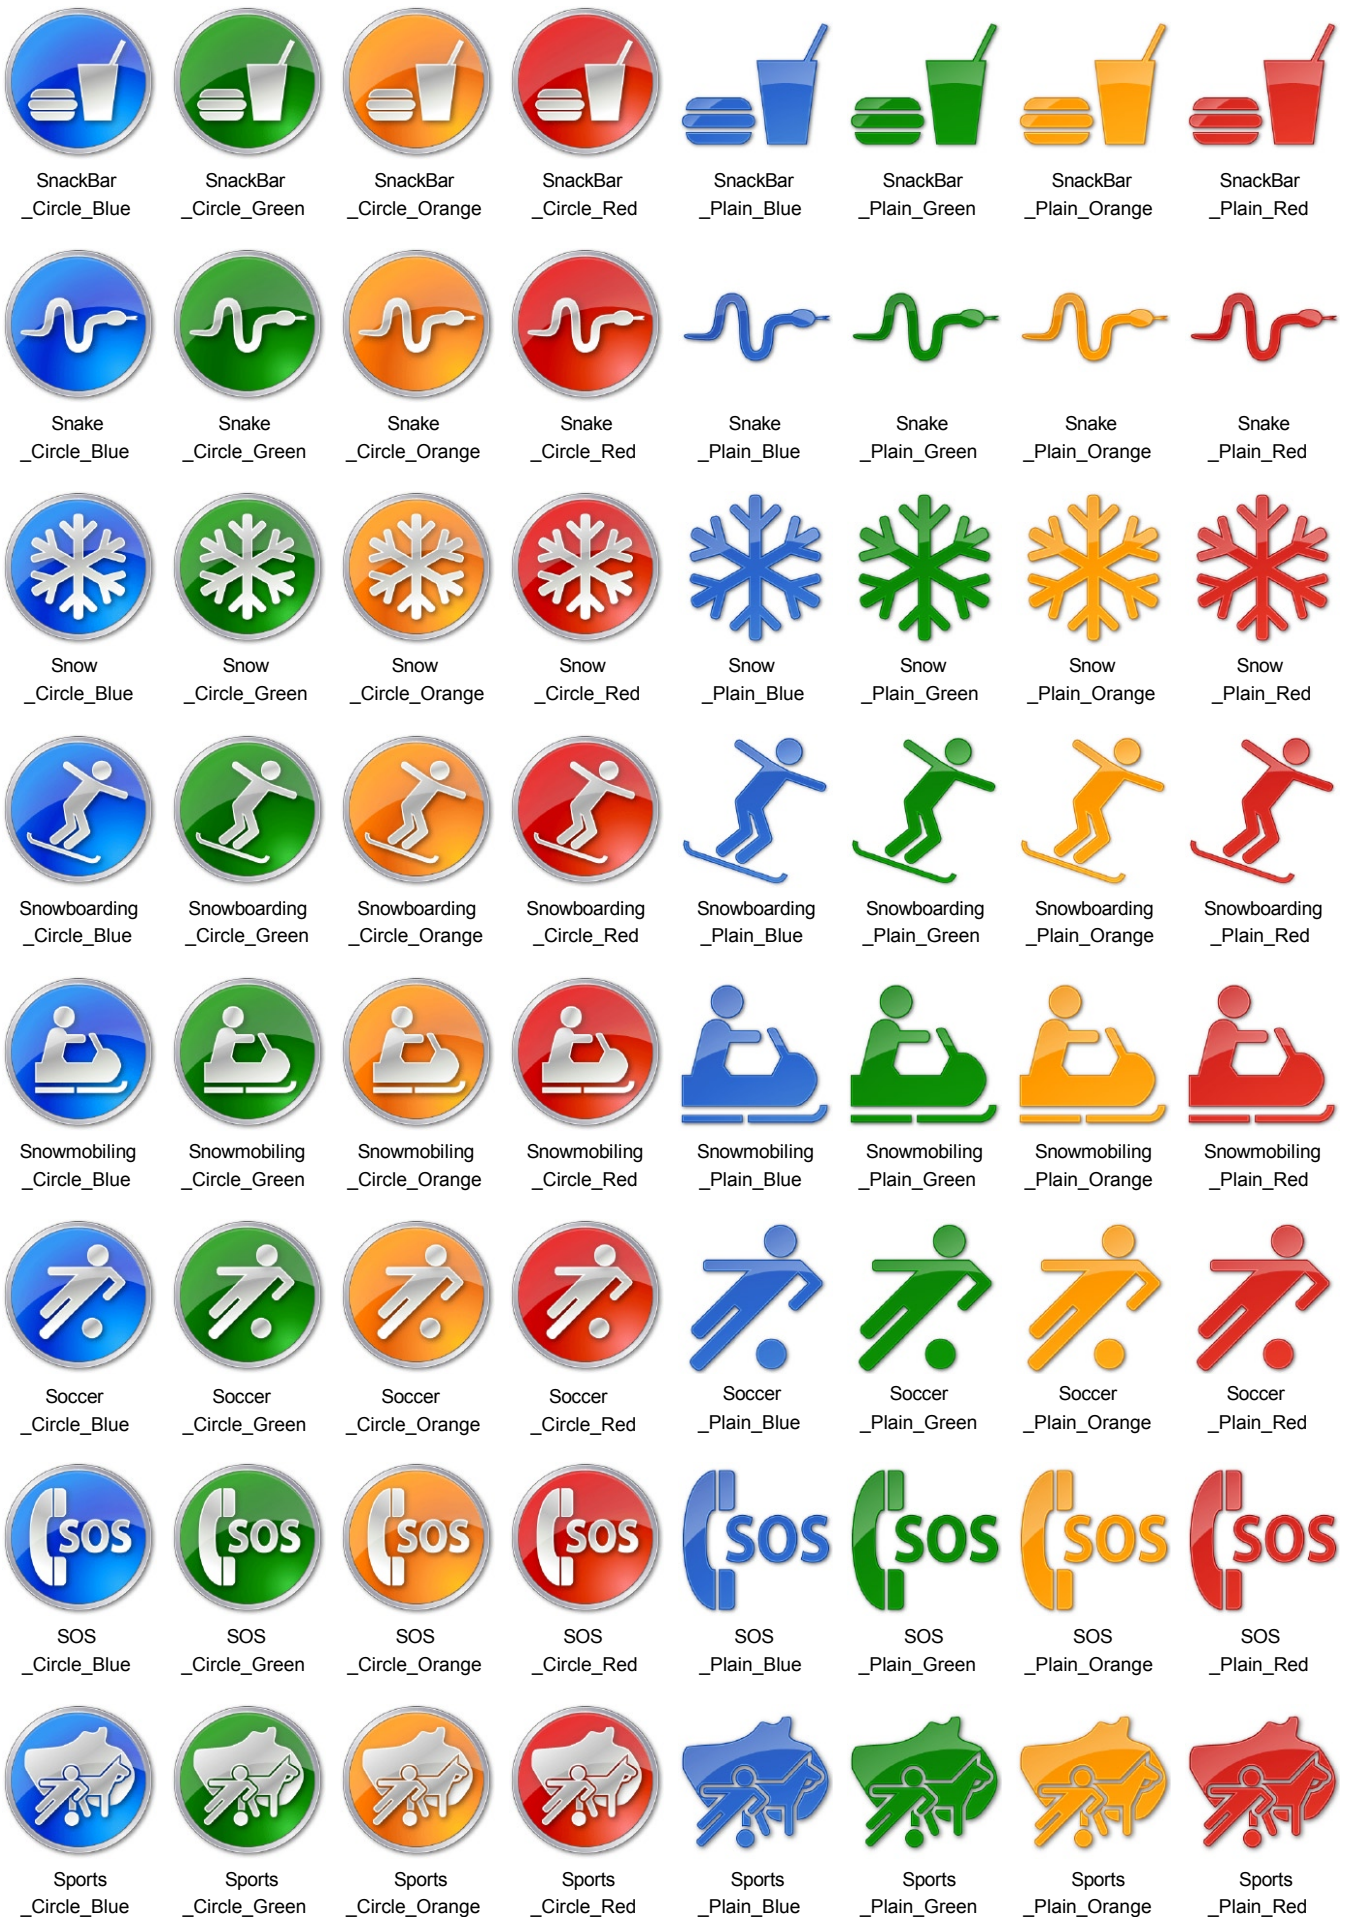 SnackBar SnackBar SnackBar SnackBar SnackBar SnackBar SnackBar SnackBar
_Circle_Blue _Circle_Green _Circle_Orange _Circle_Red _Plain_Blue _Plain_Green _Plain_Orange _Plain_Red
Snake Snake Snake Snake Snake Snake Snake Snake
_Circle_Blue _Circle_Green _Circle_Orange _Circle_Red _Plain_Blue _Plain_Green _Plain_Orange _Plain_Red
Snow Snow Snow Snow Snow Snow Snow Snow
_Circle_Blue _Circle_Green _Circle_Orange _Circle_Red _Plain_Blue _Plain_Green _Plain_Orange _Plain_Red
Snowboarding Snowboarding Snowboarding Snowboarding Snowboarding Snowboarding Snowboarding Snowboarding
_Circle_Blue _Circle_Green _Circle_Orange _Circle_Red _Plain_Blue _Plain_Green _Plain_Orange _Plain_Red
Snowmobiling Snowmobiling Snowmobiling Snowmobiling Snowmobiling Snowmobiling Snowmobiling Snowmobiling
_Circle_Blue _Circle_Green _Circle_Orange _Circle_Red _Plain_Blue _Plain_Green _Plain_Orange _Plain_Red
Soccer Soccer Soccer Soccer Soccer Soccer Soccer Soccer
_Circle_Blue _Circle_Green _Circle_Orange _Circle_Red _Plain_Blue _Plain_Green _Plain_Orange _Plain_Red
SOS SOS SOS SOS SOS SOS SOS SOS
SOS SOS SOS SOS SOS SOS SOS SOS
_Circle_Blue _Circle_Green _Circle_Orange _Circle_Red _Plain_Blue _Plain_Green _Plain_Orange _Plain_Red
Sports Sports Sports Sports Sports Sports Sports Sports
_Circle_Blue _Circle_Green _Circle_Orange _Circle_Red _Plain_Blue _Plain_Green _Plain_Orange _Plain_Red